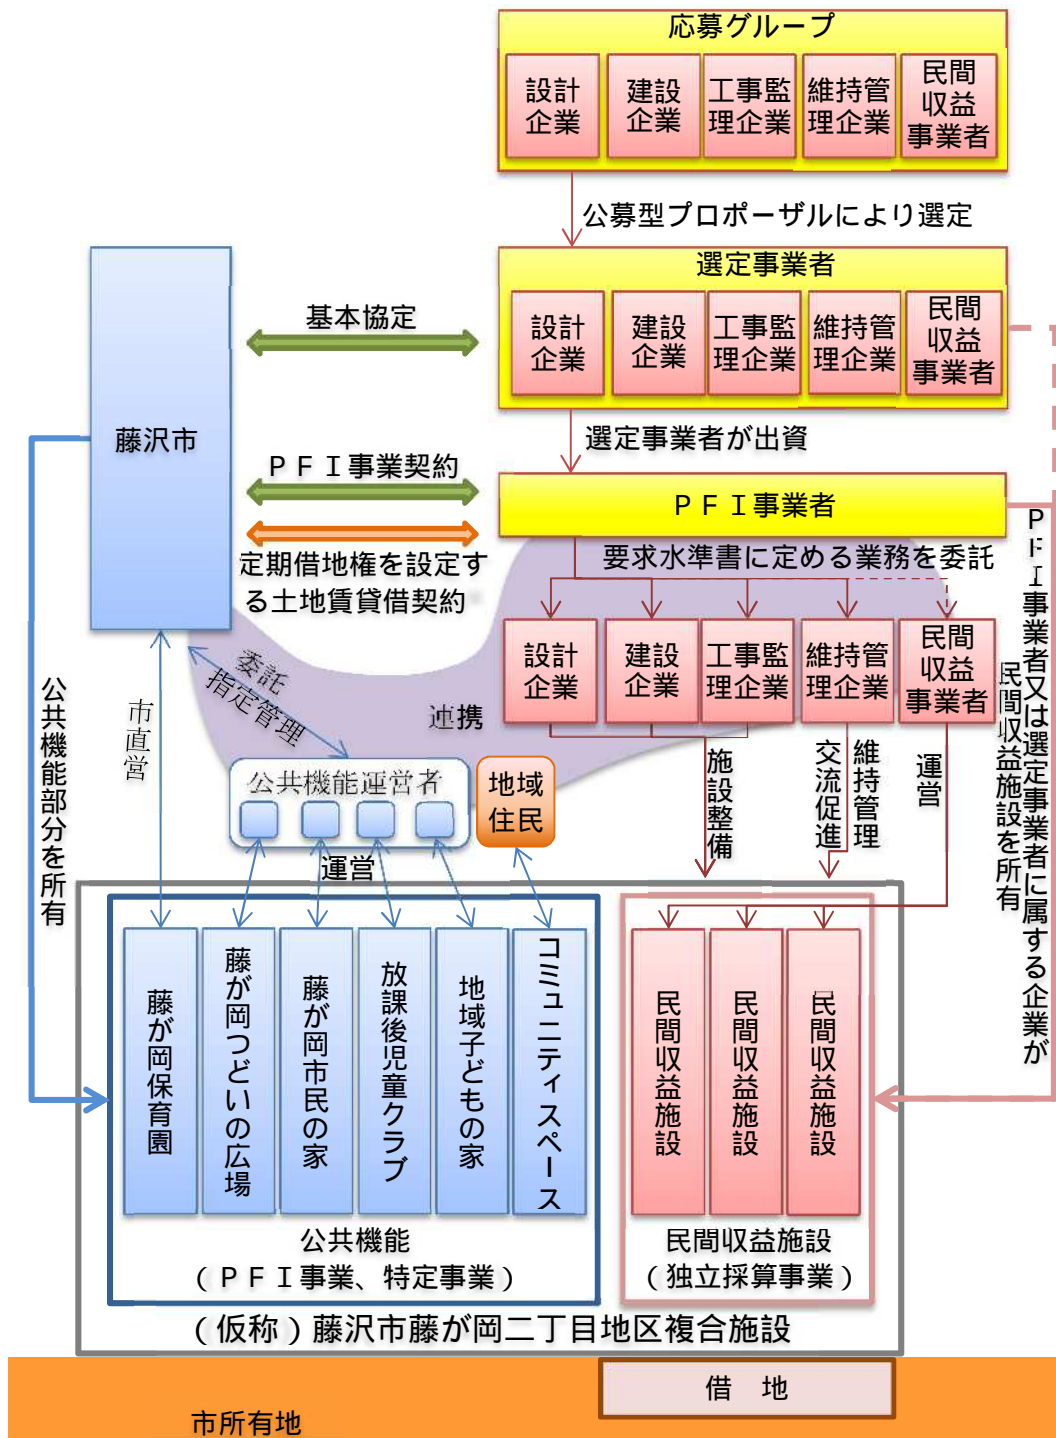 応募グループ
設計
企業
建設
企業
工事監
理企業
維持管
理企業
民間
収益
事業者
公募型プロポーザルにより選定
選定事業者
設計
企業
建設
企業
工事監
理企業
維持管
理企業
民間
収益
事業者
藤沢市
基本協定
選定事業者が出資
ＰＦＩ事業契約
ＰＦＩ事業者
定期借地権を設定す
る土地賃貸借契約
要求水準書に定める業務を委託
設計
企業
建設
企業
工事監
理企業
維持管
理企業
民間
収益
事業者
ＰＦＩ事業者又は選定事業者に属する企業が
民間収益施設を所有
公共機能部分を所有
市直営
委託
指定管理
連携
公共機能運営者
地域
住民
運営
施設整備
維持管理
交流促進
運営
藤が岡保育園
藤が岡つどいの広場
藤が岡市民の家
放課後児童クラブ
地域子どもの家
コミュニティスペース
民間収益施設
民間収益施設
民間収益施設
公共機能
（ＰＦＩ事業、特定事業）
民間収益施設
（独立採算事業）
（仮称）藤沢市藤が岡二丁目地区複合施設
借　地
市所有地